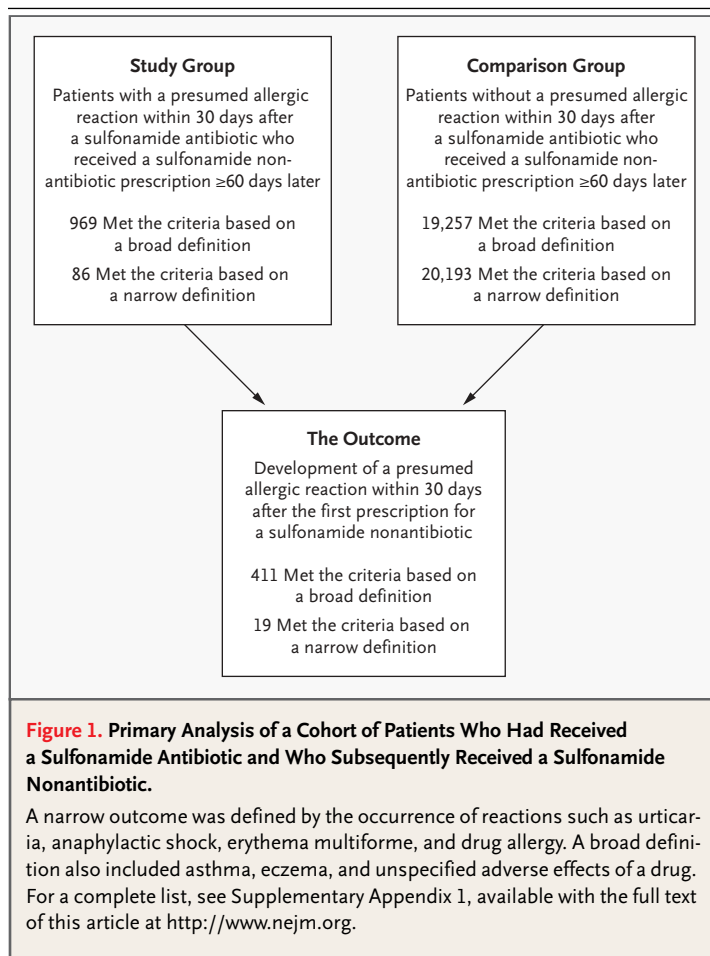 Study Group
Patients with a presumed allergic
reaction within 30 days after
a sulfonamide antibiotic who
received a sulfonamide non-
antibiotic prescription ≥60 days later
969 Met the criteria based on
a broad definition
86 Met the criteria based on
a narrow definition
Comparison Group
Patients without a presumed allergic
reaction within 30 days after
a sulfonamide antibiotic who
received a sulfonamide non-
antibiotic prescription ≥60 days later
19,257 Met the criteria based on
a broad definition
20,193 Met the criteria based on
a narrow definition
The Outcome
Development of a presumed
allergic reaction within 30 days
after the first prescription for
a sulfonamide nonantibiotic
411 Met the criteria based on
a broad definition
19 Met the criteria based on
a narrow definition
Figure 1. Primary Analysis of a Cohort of Patients Who Had Received
a Sulfonamide Antibiotic and Who Subsequently Received a Sulfonamide
Nonantibiotic.
A narrow outcome was defined by the occurrence of reactions such as urticar-
ia, anaphylactic shock, erythema multiforme, and drug allergy. A broad defini-
tion also included asthma, eczema, and unspecified adverse effects of a drug.
For a complete list, see Supplementary Appendix 1, available with the full text
of this article at http://www.nejm.org.